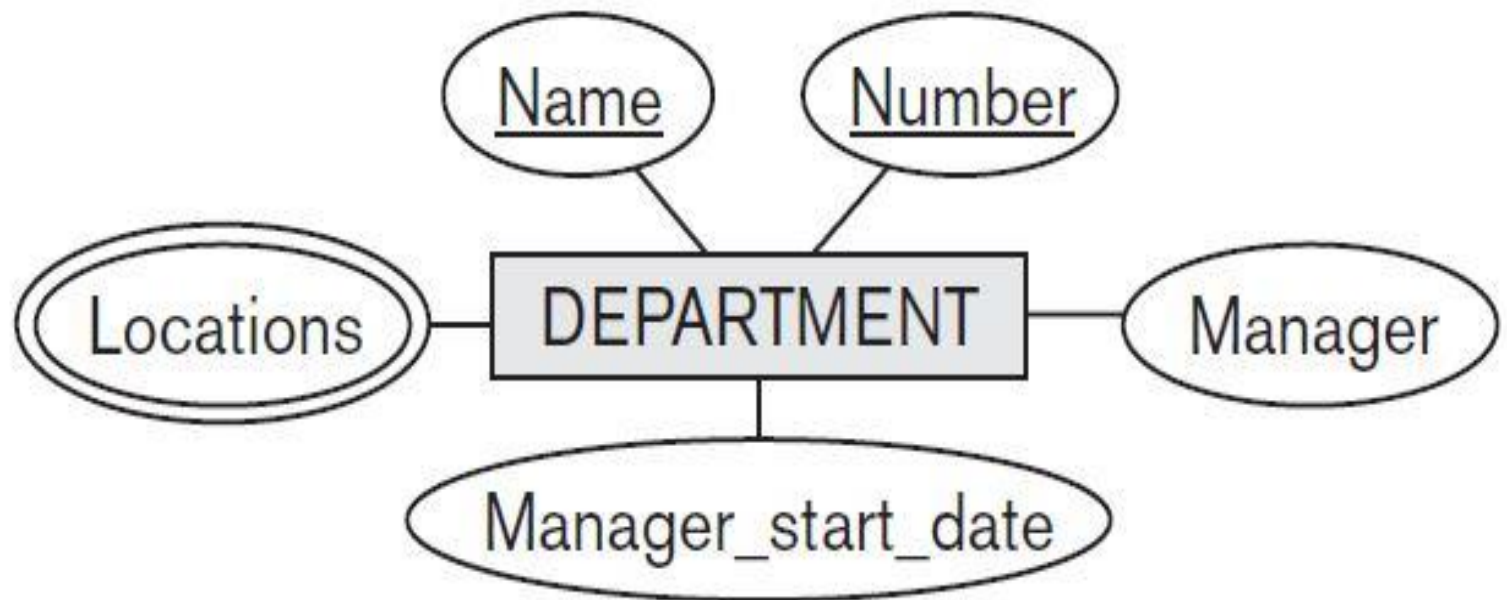 Name
Number
Locations
DEPARTMENT
Manager
Manager_start_date